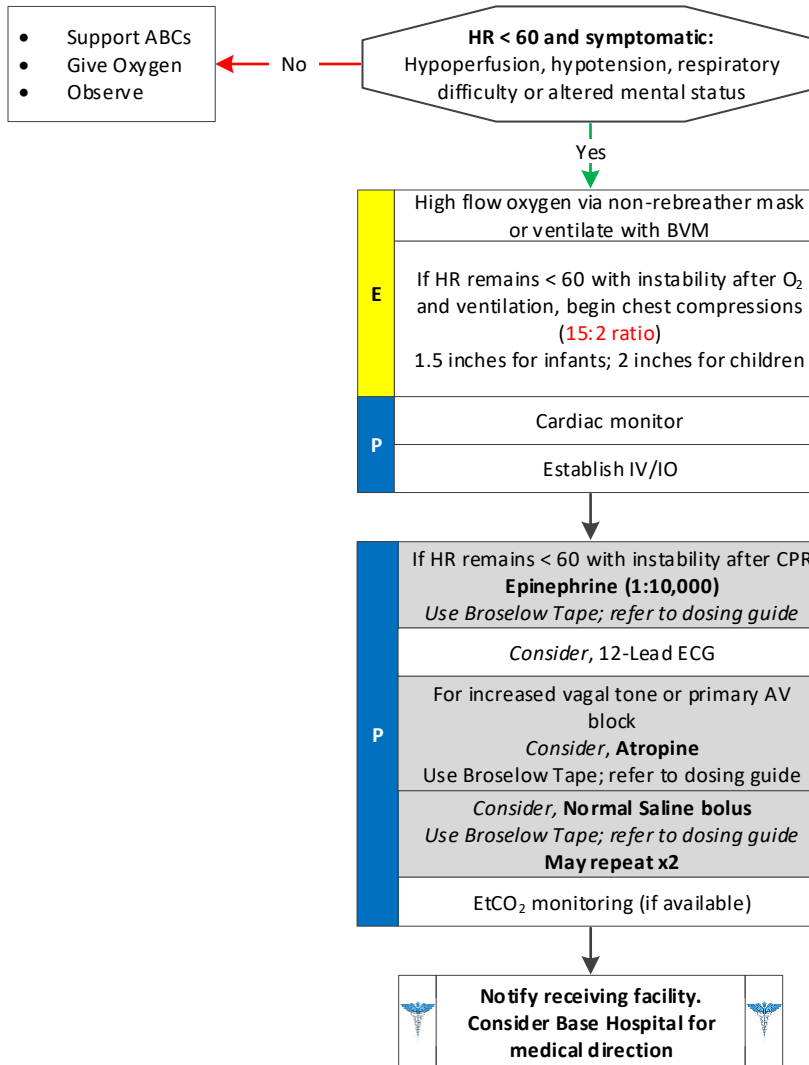 • Support ABCs
• Give Oxygen
• Observe
No
HR < 60 and symptomatic:
Hypoperfusion, hypotension, respiratory
difficulty or altered mental status
Yes
E
High flow oxygen via non-rebreather mask
or ventilate with BVM
If HR remains < 60 with instability after O₂
and ventilation, begin chest compressions
(15:2 ratio)
1.5 inches for infants; 2 inches for children
P
Cardiac monitor
Establish IV/IO
P
If HR remains < 60 with instability after CPR
Epinephrine (1:10,000)
Use Broselow Tape; refer to dosing guide
Consider, 12-Lead ECG
For increased vagal tone or primary AV
block
Consider, Atropine
Use Broselow Tape; refer to dosing guide
Consider, Normal Saline bolus
Use Broselow Tape; refer to dosing guide
May repeat x2
EtCO₂ monitoring (if available)
Notify receiving facility.
Consider Base Hospital for
medical direction